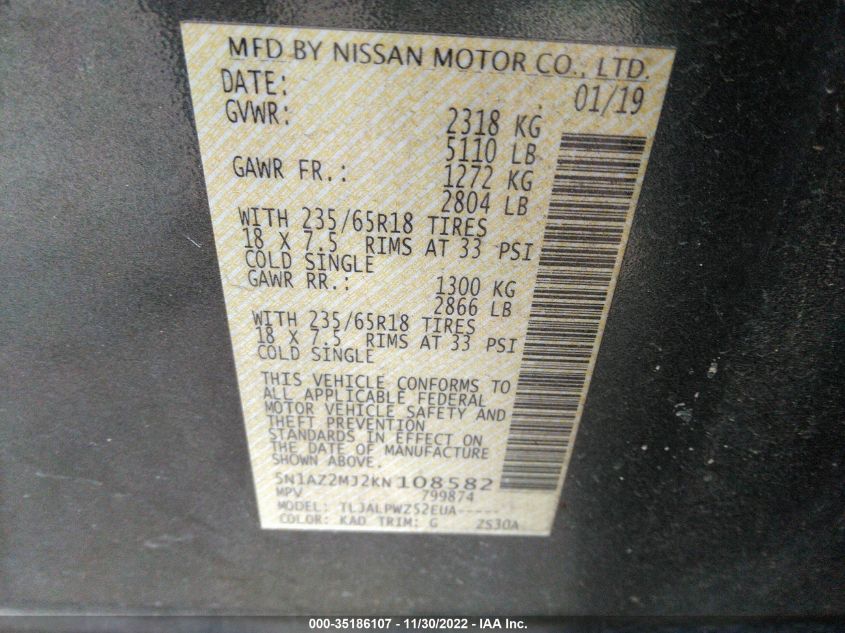 MFD BY NISSAN MOTOR CO., LTD.
DATE: 01/19
GVWR: 2318 KG
5110 LB
GAWR FR.: 1272 KG
2804 LB
WITH 235/65R18 TIRES
18 X 7.5 RIMS AT 33 PSI
COLD SINGLE
GAWR RR.: 1300 KG
2866 LB
WITH 235/65R18 TIRES
18 X 7.5 RIMS AT 33 PSI
COLD SINGLE
THIS VEHICLE CONFORMS TO
ALL APPLICABLE FEDERAL
MOTOR VEHICLE SAFETY AND
THEFT PREVENTION
STANDARDS IN EFFECT ON
THE DATE OF MANUFACTURE
SHOWN ABOVE.
5N1AZ2MJ2KN108582
MPV 799874
MODEL: TLJALPWZ52EUA-----
COLOR: KAD TRIM: G ZS30A
000-35186107 - 11/30/2022 - IAA Inc.